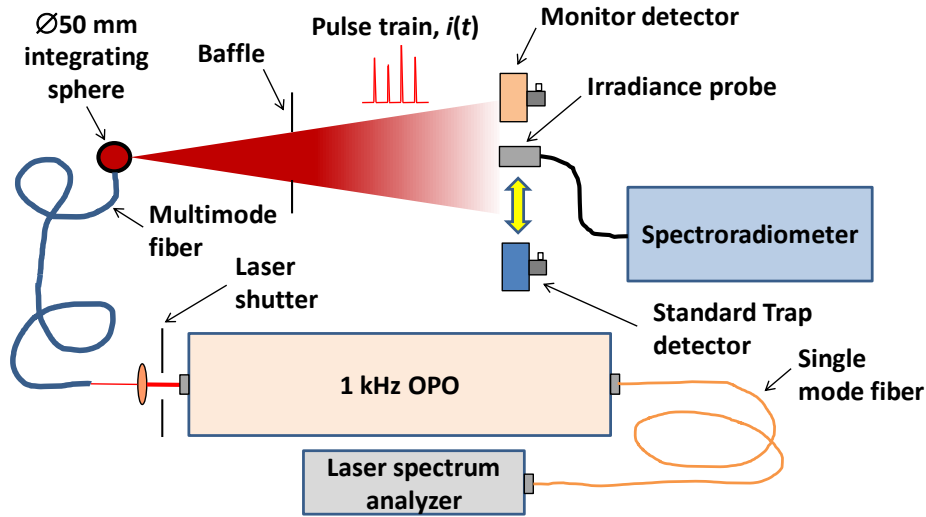 Ø50 mm
integrating
sphere
Baffle
Pulse train, i(t)
Monitor detector
Irradiance probe
Multimode
fiber
Spectroradiometer
Laser
shutter
Standard Trap
detector
1 kHz OPO
Single
mode fiber
Laser spectrum
analyzer